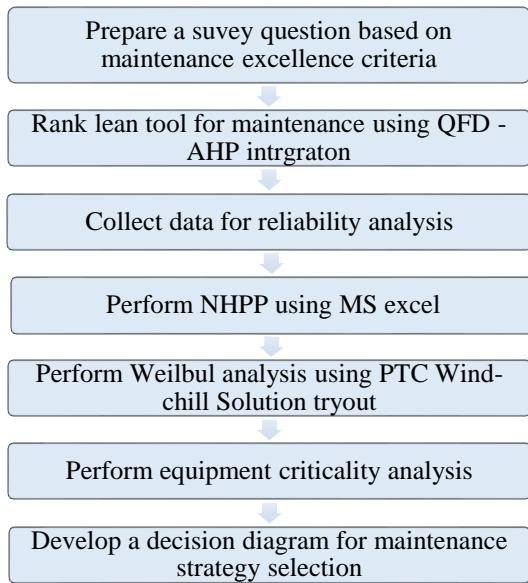 Prepare a suvey question based on
maintenance excellence criteria
Rank lean tool for maintenance using QFD -
AHP intrgraton
Collect data for reliability analysis
Perform NHPP using MS excel
Perform Weilbul analysis using PTC Wind-
chill Solution tryout
Perform equipment criticality analysis
Develop a decision diagram for maintenance
strategy selection